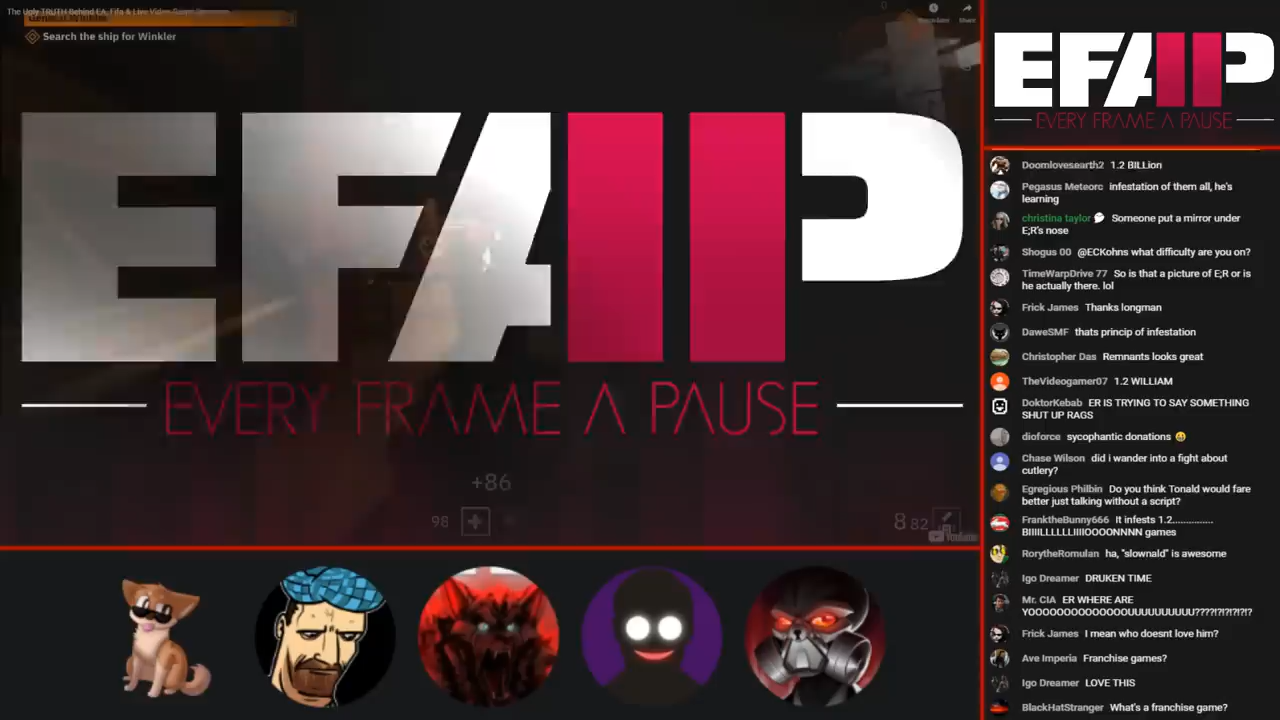 The Ugly TRUTH Behind EA, Fifa & Live Video Game
Share
Search the ship for Winkler
EFAP
EVERY FRAME A PAUSE
+86
98
8 82
YouTube
EFAP
EVERY FRAME A PAUSE
Doomlovesearth2 1.2 BILLion
Pegasus Meteorc infestation of them all, he's
learning
christina taylor Someone put a mirror under
E;R's nose
Shogus 00 @ECKohns what difficulty are you on?
TimeWarpDrive 77 So is that a picture of E;R or is
he actually there. lol
Frick James Thanks longman
DaweSMF thats princip of infestation
Christopher Das Remnants looks great
TheVideogamer07 1.2 WILLIAM
DoktorKebab ER IS TRYING TO SAY SOMETHING
SHUT UP RAGS
dioforce sycophantic donations
Chase Wilson did i wander into a fight about
cutlery?
Egregious Philbin Do you think Tonald would fare
better just talking without a script?
FranktheBunny666 It infests 1.2...............
BIIIILLLLLLIIIIOOOONNNN games
RorytheRomulan ha, "slownald" is awesome
Igo Dreamer DRUKEN TIME
Mr. CIA ER WHERE ARE
YOOOOOOOOOOOOOOUUUUUUUUUU????!?!?!?!?!?
Frick James I mean who doesnt love him?
Ave Imperia Franchise games?
Igo Dreamer LOVE THIS
BlackHatStranger What's a franchise game?